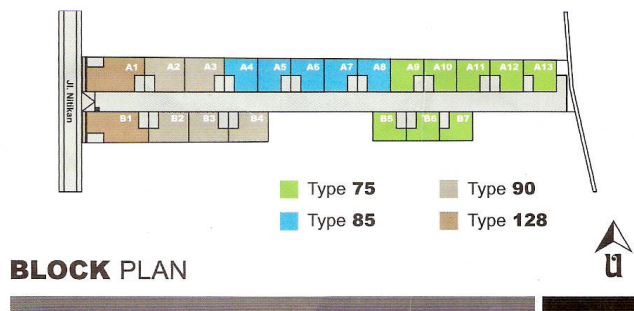 A1 A2 A3 A4 A5 A6 A7 A8 A9 A10 A11 A12 A13
Jl. Nitikan
B1 B2 B3 B4 B5 B6 B7
Type 75
Type 90
Type 85
Type 128
BLOCK PLAN
u